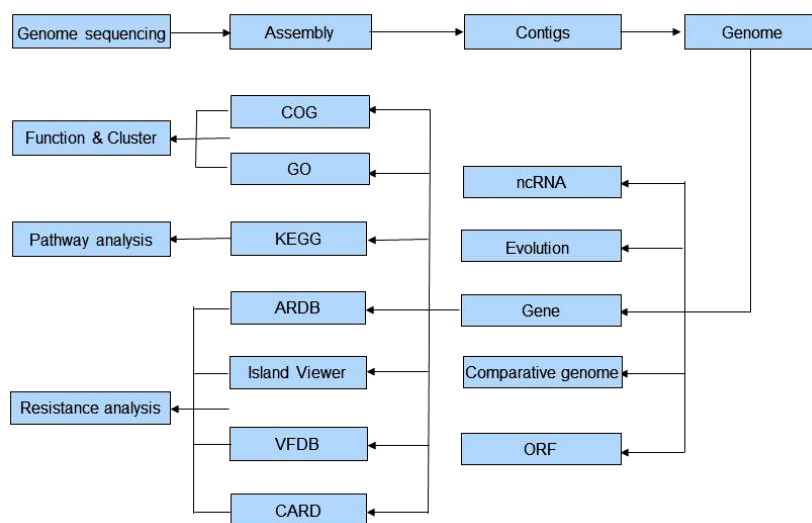 Genome sequencing
Assembly
Contigs
Genome
COG
Function & Cluster
GO
ncRNA
Pathway analysis
KEGG
Evolution
ARDB
Gene
Island Viewer
Comparative genome
Resistance analysis
VFDB
ORF
CARD